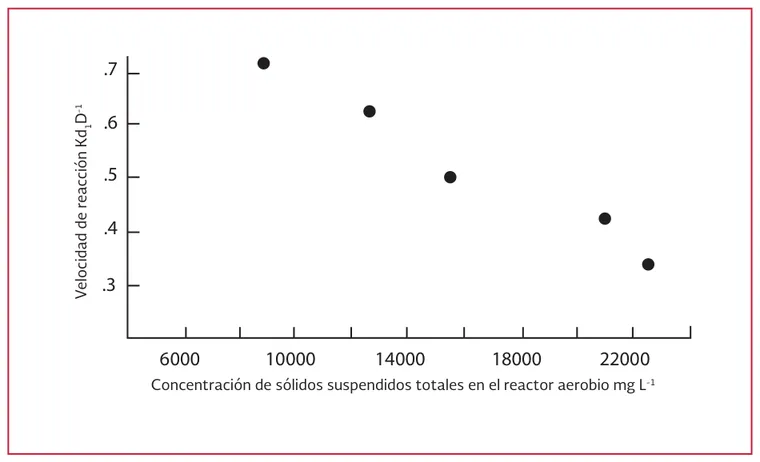 .7
.6
.5
.4
.3
Velocidad de reacción Kd₁D⁻¹
6000 10000 14000 18000 22000
Concentración de sólidos suspendidos totales en el reactor aerobio mg L⁻¹